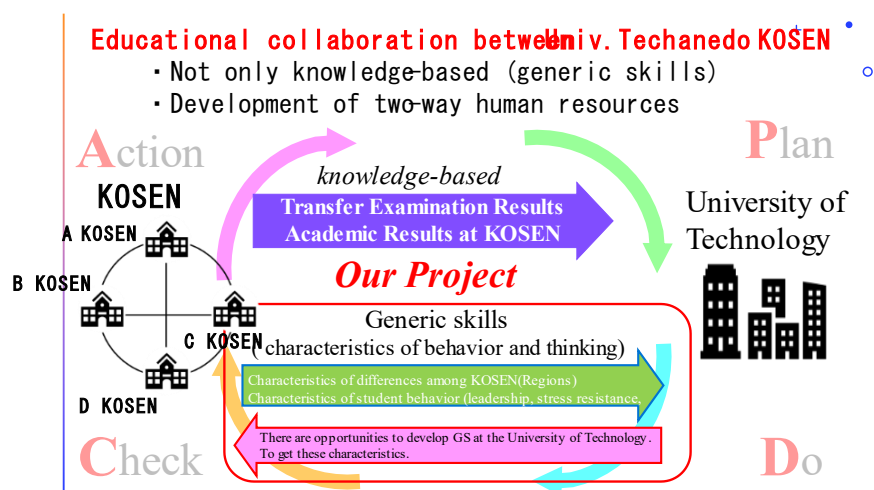 Educational collaboration between Univ. Techanedo KOSEN
・Not only knowledge-based (generic skills)
・Development of two-way human resources
Action
Plan
knowledge-based
KOSEN
Transfer Examination Results
Academic Results at KOSEN
University of
Technology
A KOSEN
B KOSEN
C KOSEN
D KOSEN
Our Project
Generic skills
( characteristics of behavior and thinking)
Characteristics of differences among KOSEN(Regions)
Characteristics of student behavior (leadership, stress resistance,
There are opportunities to develop GS at the University of Technology.
To get these characteristics.
Check
Do